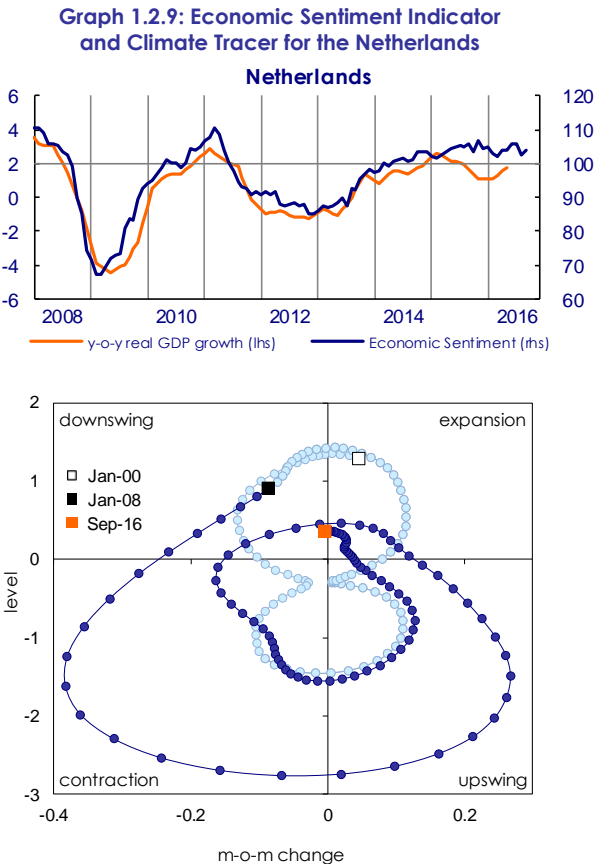 Graph 1.2.9: Economic Sentiment Indicator
and Climate Tracer for the Netherlands
Netherlands
6
4
2
0
-2
-4
-6
120
110
100
90
80
70
60
2008 2010 2012 2014 2016
y-o-y real GDP growth (lhs) Economic Sentiment (rhs)
2
1
0
-1
-2
-3
level
downswing expansion
Jan-00
Jan-08
Sep-16
contraction upswing
-0.4 -0.2 0 0.2
m-o-m change